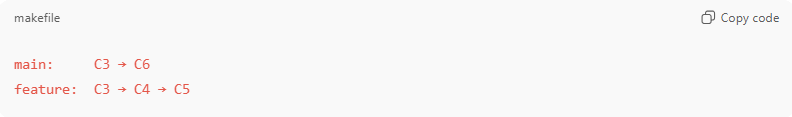 makefile Copy code
main:     C3 → C6
feature:  C3 → C4 → C5